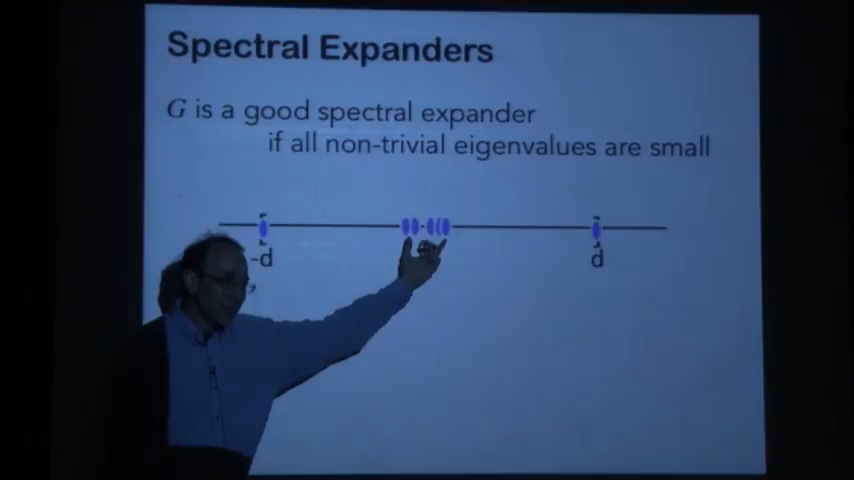 Spectral Expanders
G is a good spectral expander
if all non-trivial eigenvalues are small
-d
d